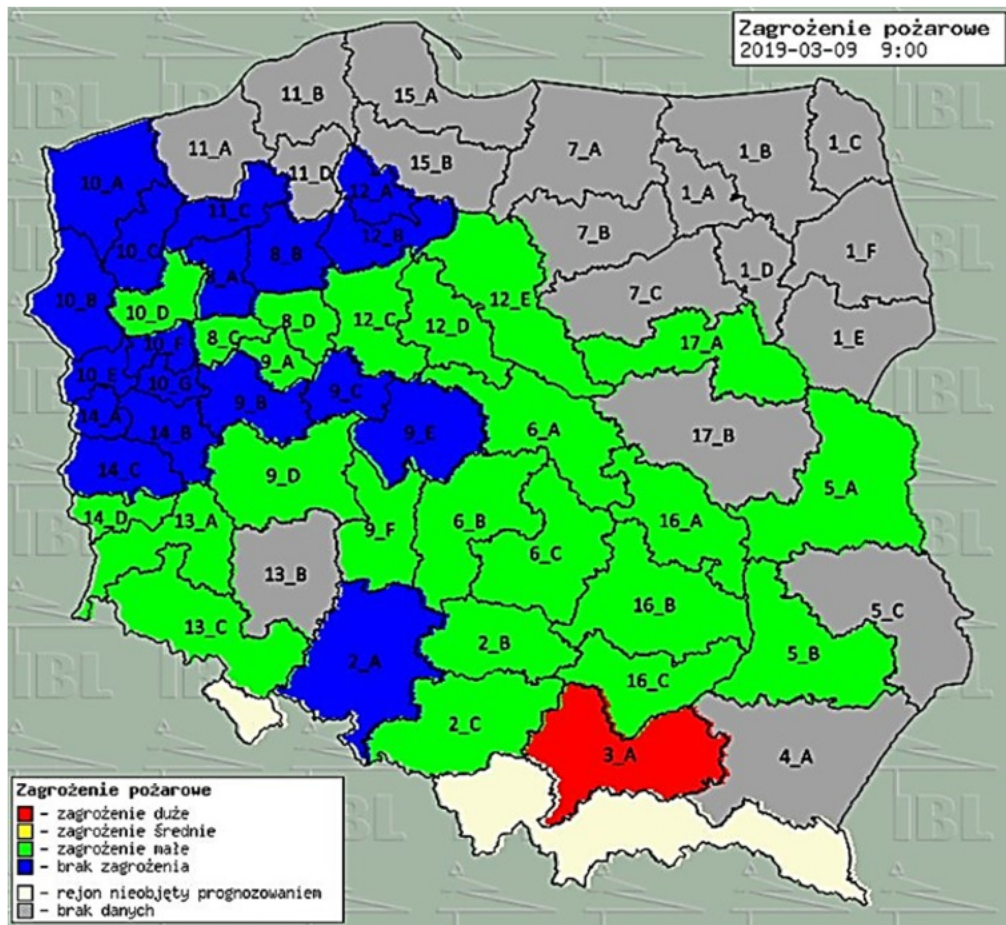 Zagrożenie pożarowe
2019-03-09 9:00
11_B
15_A
11_A
11_D
15_B
7_A
1_B
1_C
1_A
10_A
11_C
12_A
12_B
7_B
1_F
10_C
8_B
1_D
10_B
8_A
7_C
10_D
8_C
8_D
12_C
12_D
12_E
17_A
1_E
10_F
9_A
10_E
10_G
9_B
9_C
14_A
14_B
9_E
6_A
17_B
14_C
9_D
5_A
14_D
13_A
9_F
6_B
16_A
6_C
13_B
16_B
5_C
13_C
2_A
2_B
5_B
16_C
2_C
3_A
4_A
Zagrożenie pożarowe
- zagrożenie duże
- zagrożenie średnie
- zagrożenie małe
- brak zagrożenia
- rejon nieobjęty prognozowaniem
- brak danych
IBL